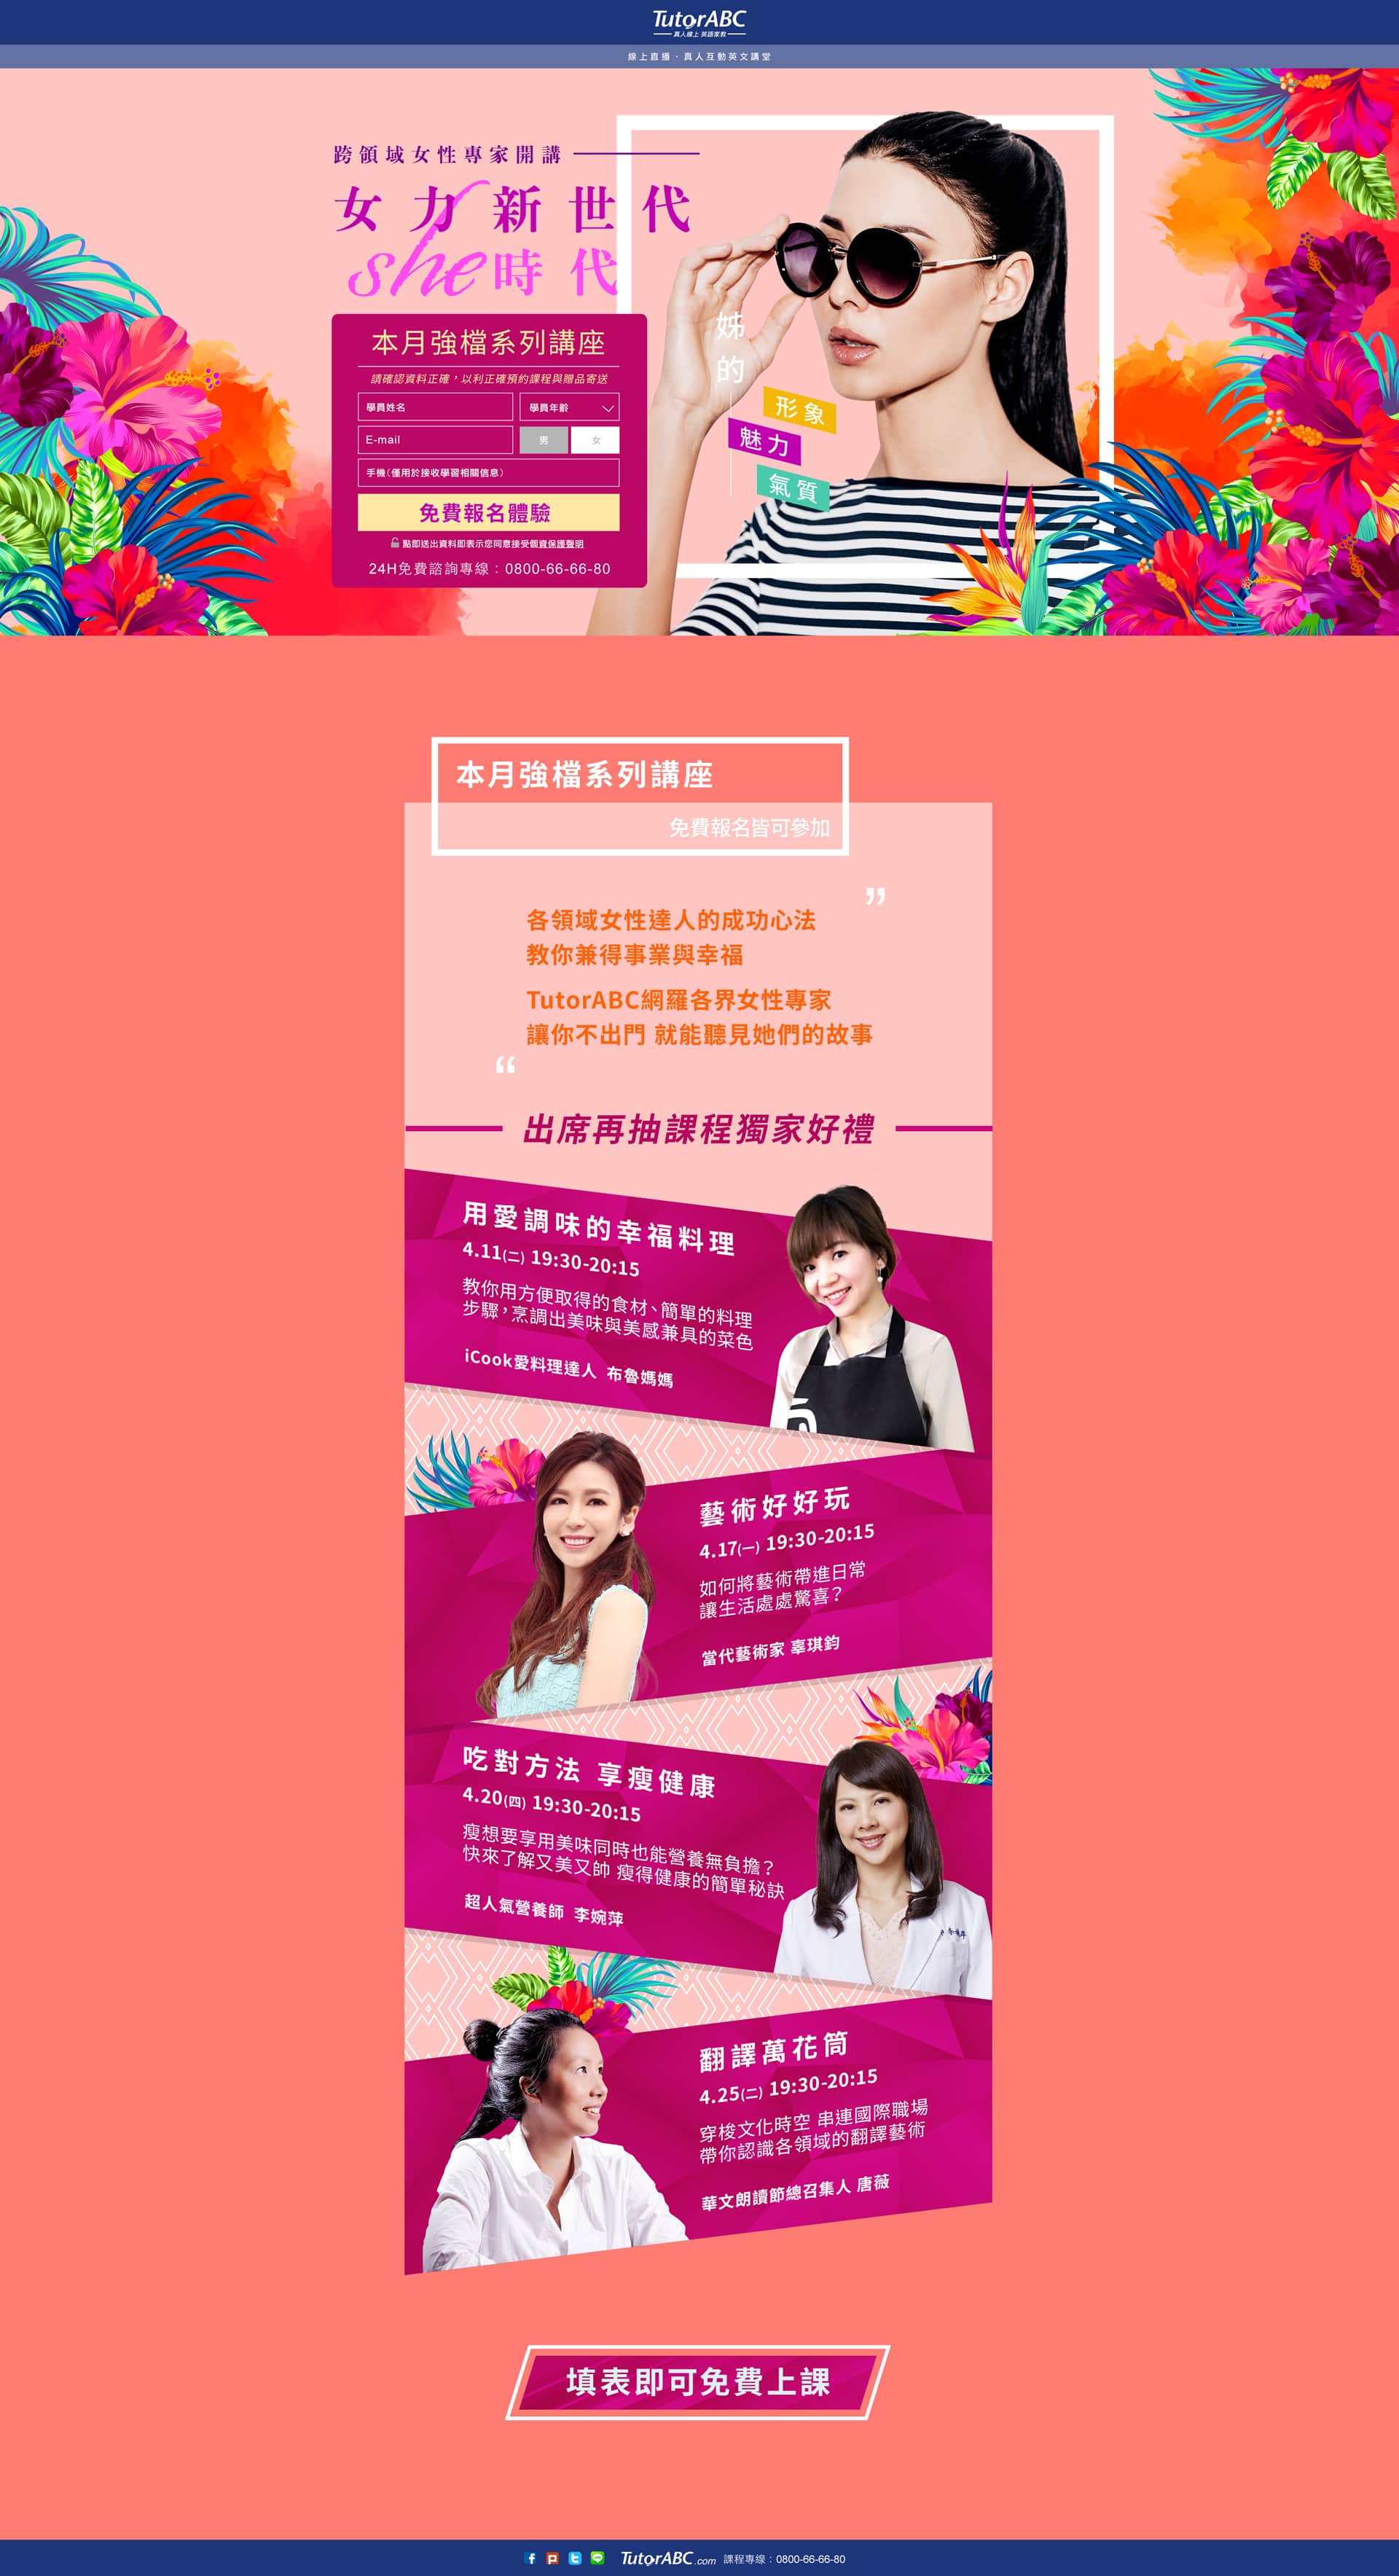 TutorABC
真人線上 英語家教
線上直播・真人互動英文講堂
跨領域女性專家開講
女力新世代
she時代
本月強檔系列講座
請確認資料正確，以利正確預約課程與贈品寄送
學員姓名
學員年齡
E-mail
男
女
手機(僅用於接收學習相關信息)
免費報名體驗
點即送出資料即表示您同意接受個資保護聲明
24H免費諮詢專線：0800-66-66-80
姊的
形象
魅力
氣質
本月強檔系列講座
免費報名皆可參加
各領域女性達人的成功心法
教你兼得事業與幸福
TutorABC網羅各界女性專家
讓你不出門 就能聽見她們的故事
出席再抽課程獨家好禮
用愛調味的幸福料理
4.11(二) 19:30-20:15
教你用方便取得的食材、簡單的料理
步驟，烹調出美味與美感兼具的菜色
iCook愛料理達人 布魯媽媽
藝術好好玩
4.17(一) 19:30-20:15
如何將藝術帶進日常
讓生活處處驚喜？
當代藝術家 辜琪鈞
吃對方法 享瘦健康
4.20(四) 19:30-20:15
瘦想要享用美味同時也能營養無負擔？
快來了解又美又帥 瘦得健康的簡單秘訣
超人氣營養師 李婉萍
翻譯萬花筒
4.25(二) 19:30-20:15
穿梭文化時空 串連國際職場
帶你認識各領域的翻譯藝術
華文朗讀節總召集人 唐薇
填表即可免費上課
TutorABC.com 課程專線：0800-66-66-80